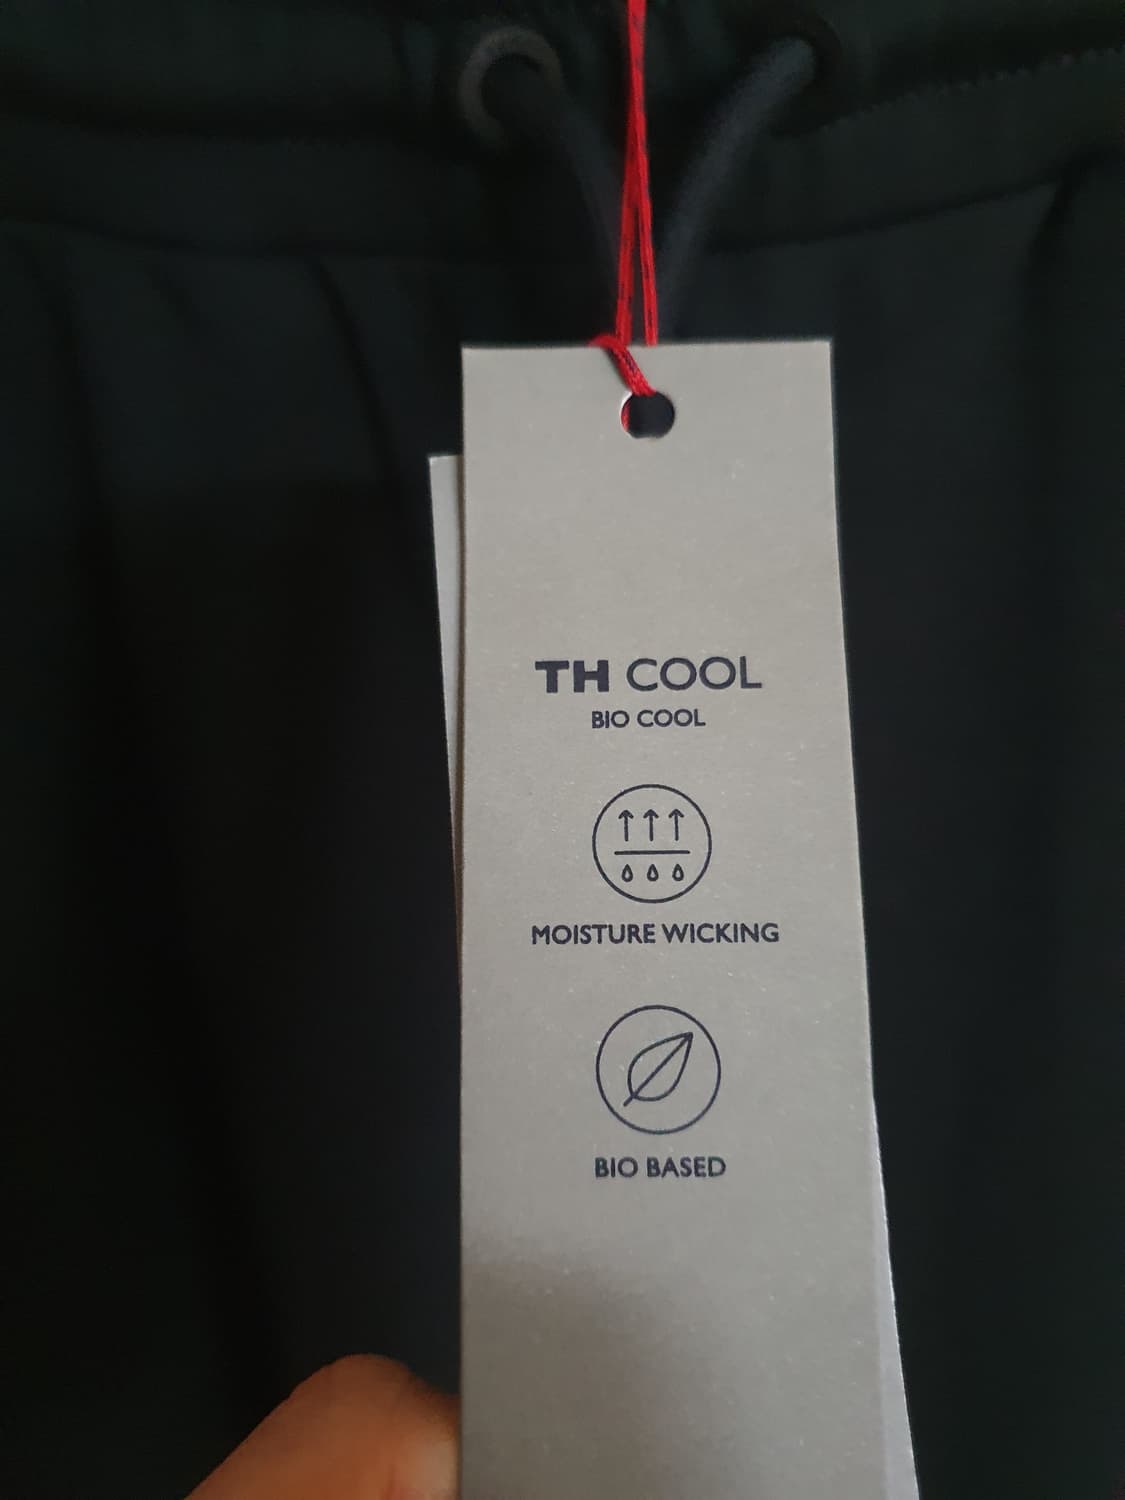 TH COOL
BIO COOL
MOISTURE WICKING
BIO BASED